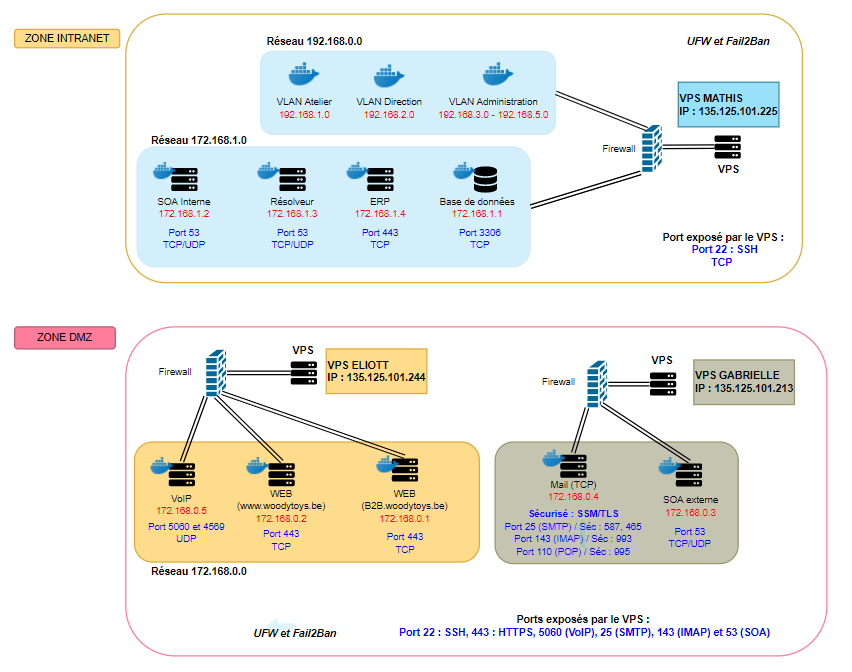 ZONE INTRANET
Réseau 192.168.0.0
UFW et Fail2Ban
VLAN Atelier
192.168.1.0
VLAN Direction
192.168.2.0
VLAN Administration
192.168.3.0 - 192.168.5.0
VPS MATHIS
IP : 135.125.101.225
Firewall
VPS
Réseau 172.168.1.0
SOA Interne
172.168.1.2
Port 53
TCP/UDP
Résolveur
172.168.1.3
Port 53
TCP/UDP
ERP
172.168.1.4
Port 443
TCP
Base de données
172.168.1.1
Port 3306
TCP
Port exposé par le VPS :
Port 22 : SSH
TCP
ZONE DMZ
Firewall
VPS
VPS ELIOTT
IP : 135.125.101.244
Firewall
VPS
VPS GABRIELLE
IP : 135.125.101.213
VoIP
172.168.0.5
Port 5060 et 4569
UDP
WEB
(www.woodytoys.be)
172.168.0.2
Port 443
TCP
WEB
(B2B.woodytoys.be)
172.168.0.1
Port 443
TCP
Mail (TCP)
172.168.0.4
Sécurisé : SSM/TLS
Port 25 (SMTP) / Séc : 587, 465
Port 143 (IMAP) / Séc : 993
Port 110 (POP) / Séc : 995
SOA externe
172.168.0.3
Port 53
TCP/UDP
Réseau 172.168.0.0
UFW et Fail2Ban
Ports exposés par le VPS :
Port 22 : SSH, 443 : HTTPS, 5060 (VoIP), 25 (SMTP), 143 (IMAP) et 53 (SOA)